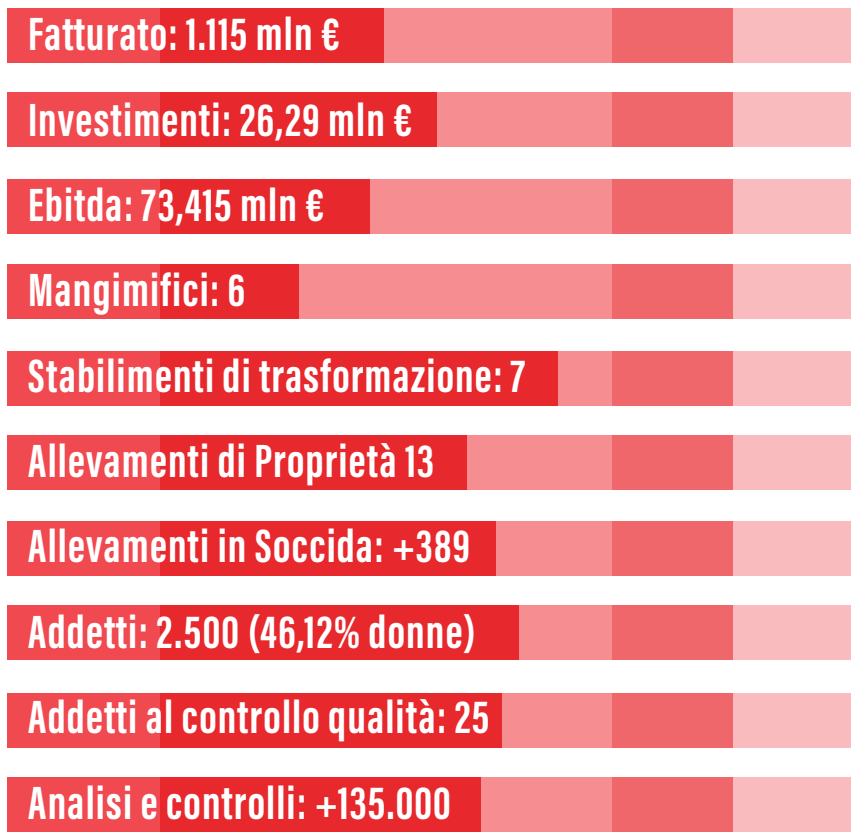 Fatturato: 1.115 mln €
Investimenti: 26,29 mln €
Ebitda: 73,415 mln €
Mangimifici: 6
Stabilimenti di trasformazione: 7
Allevamenti di Proprietà 13
Allevamenti in Soccida: +389
Addetti: 2.500 (46,12% donne)
Addetti al controllo qualità: 25
Analisi e controlli: +135.000